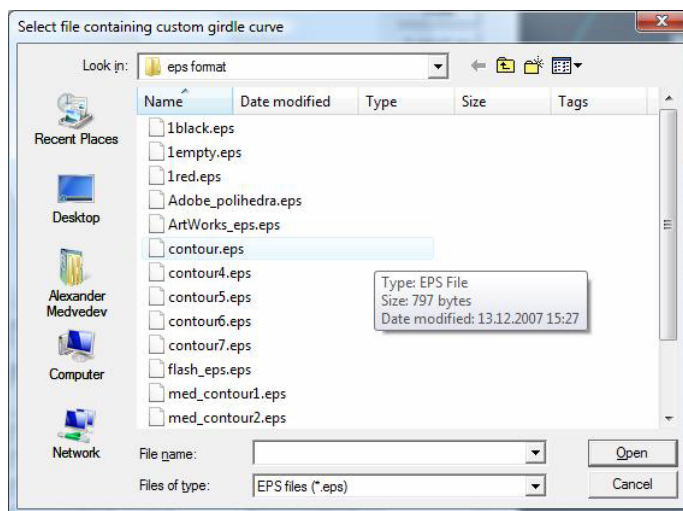 Select file containing custom girdle curve
Look in:
eps format
Recent Places
Desktop
Alexander
Medvedev
Computer
Network
Name
Date modified
Type
Size
Tags
1black.eps
1empty.eps
1red.eps
Adobe_polihedra.eps
ArtWorks_eps.eps
contour.eps
contour4.eps
contour5.eps
contour6.eps
contour7.eps
flash_eps.eps
med_contour1.eps
med_contour2.eps
Type: EPS File
Size: 797 bytes
Date modified: 13.12.2007 15:27
File name:
Open
Files of type:
EPS files (*.eps)
Cancel